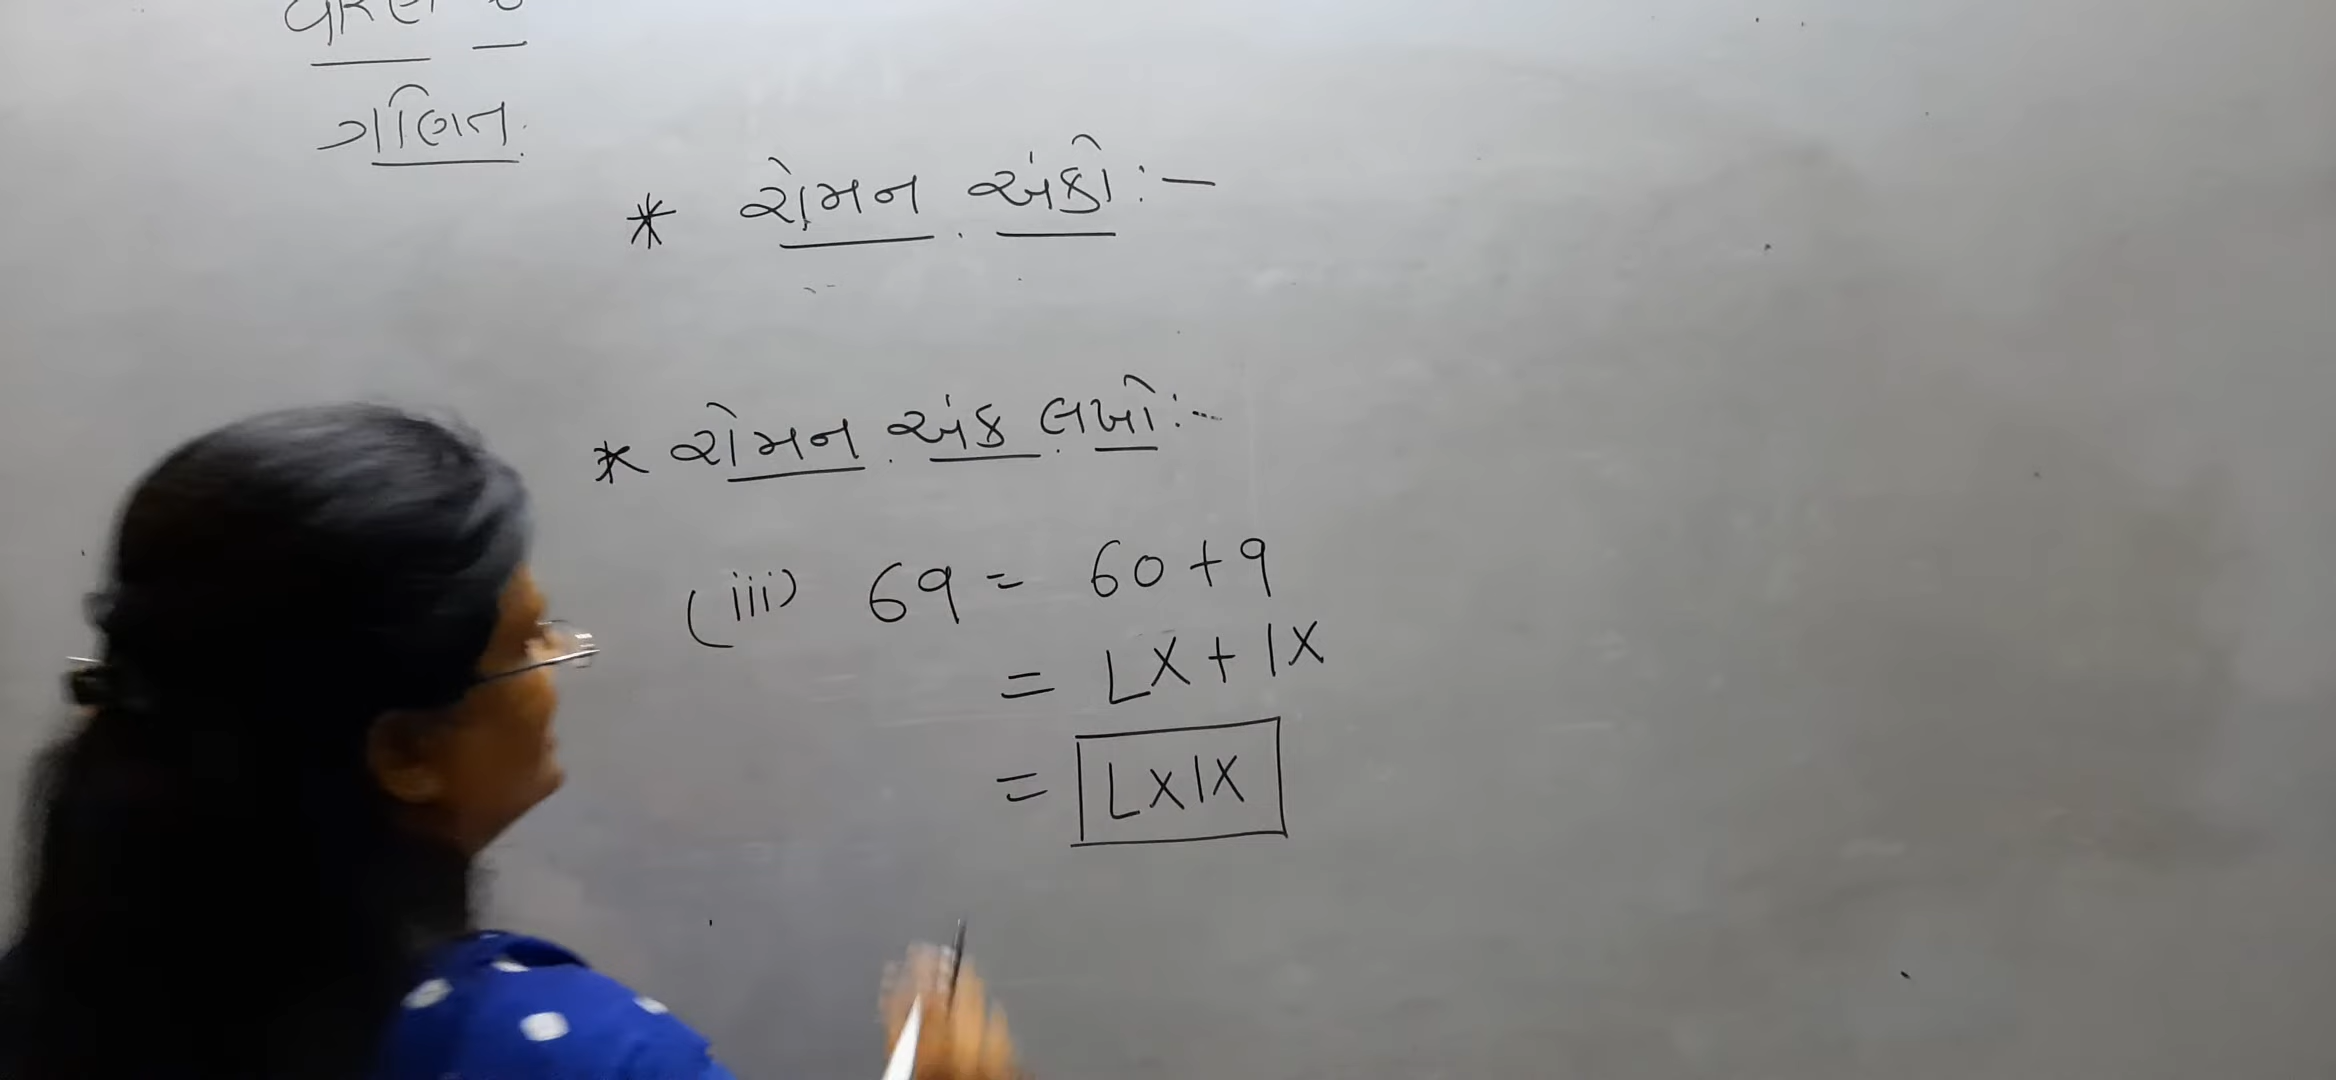 ગણિત.
* રોમન અંકો :-
* રોમન અંક લખો :-
(iii) 69 = 60+9
= LX + IX
= LXIX